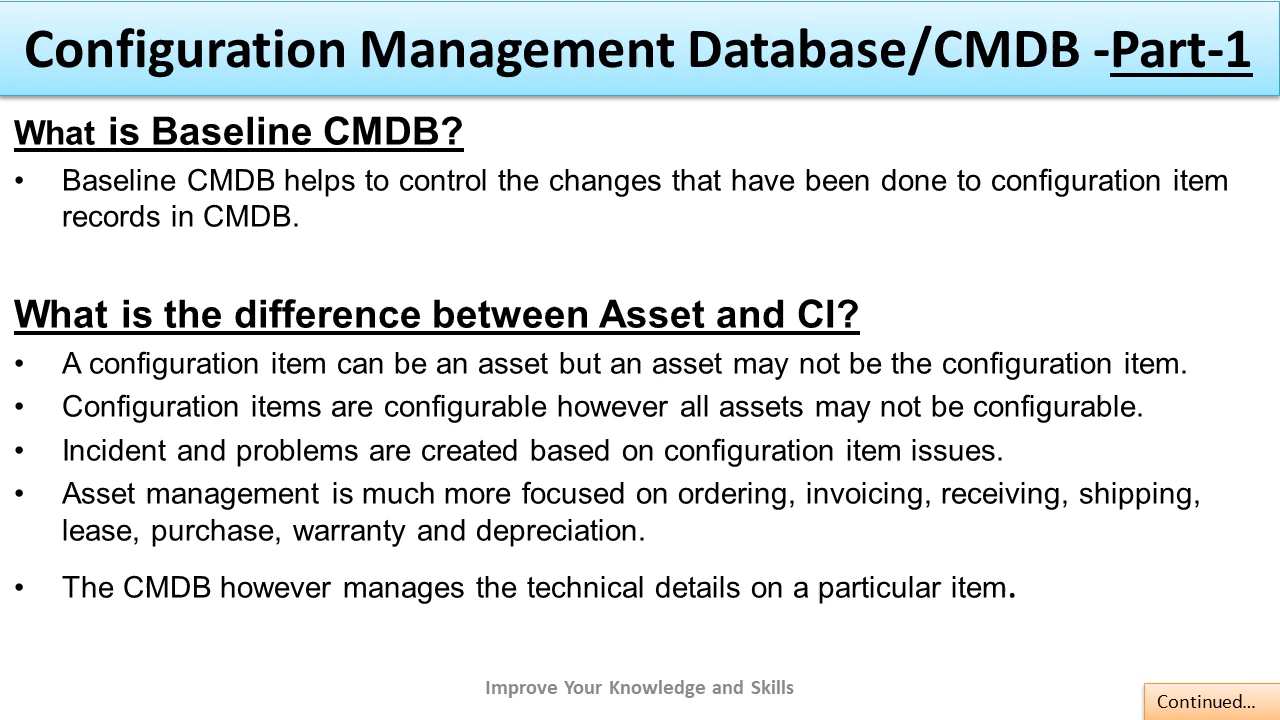 Configuration Management Database/CMDB -Part-1
What is Baseline CMDB?
• Baseline CMDB helps to control the changes that have been done to configuration item
records in CMDB.
What is the difference between Asset and CI?
• A configuration item can be an asset but an asset may not be the configuration item.
• Configuration items are configurable however all assets may not be configurable.
• Incident and problems are created based on configuration item issues.
• Asset management is much more focused on ordering, invoicing, receiving, shipping,
lease, purchase, warranty and depreciation.
• The CMDB however manages the technical details on a particular item.
Improve Your Knowledge and Skills
Continued...